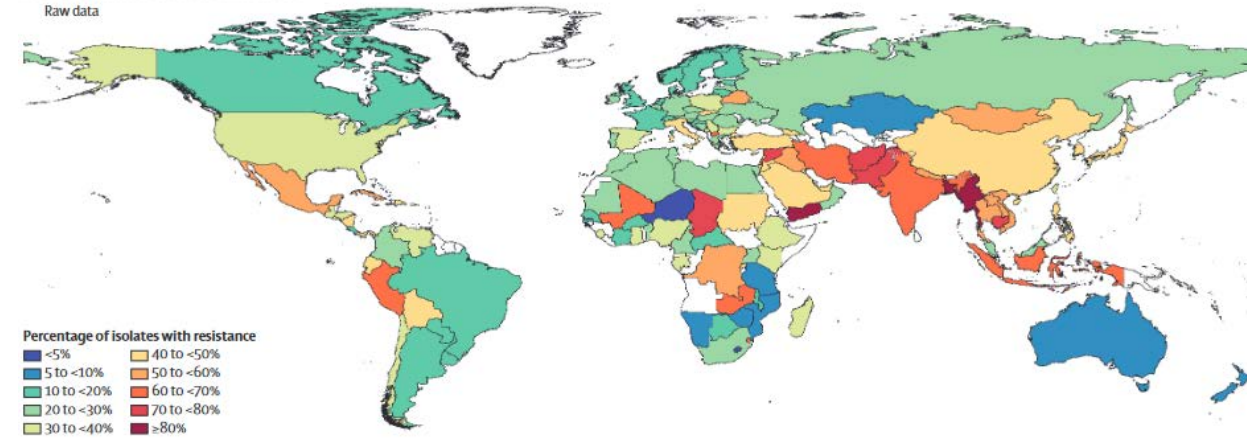 Raw data
Percentage of isolates with resistance
<5%
5 to <10%
10 to <20%
20 to <30%
30 to <40%
40 to <50%
50 to <60%
60 to <70%
70 to <80%
≥80%